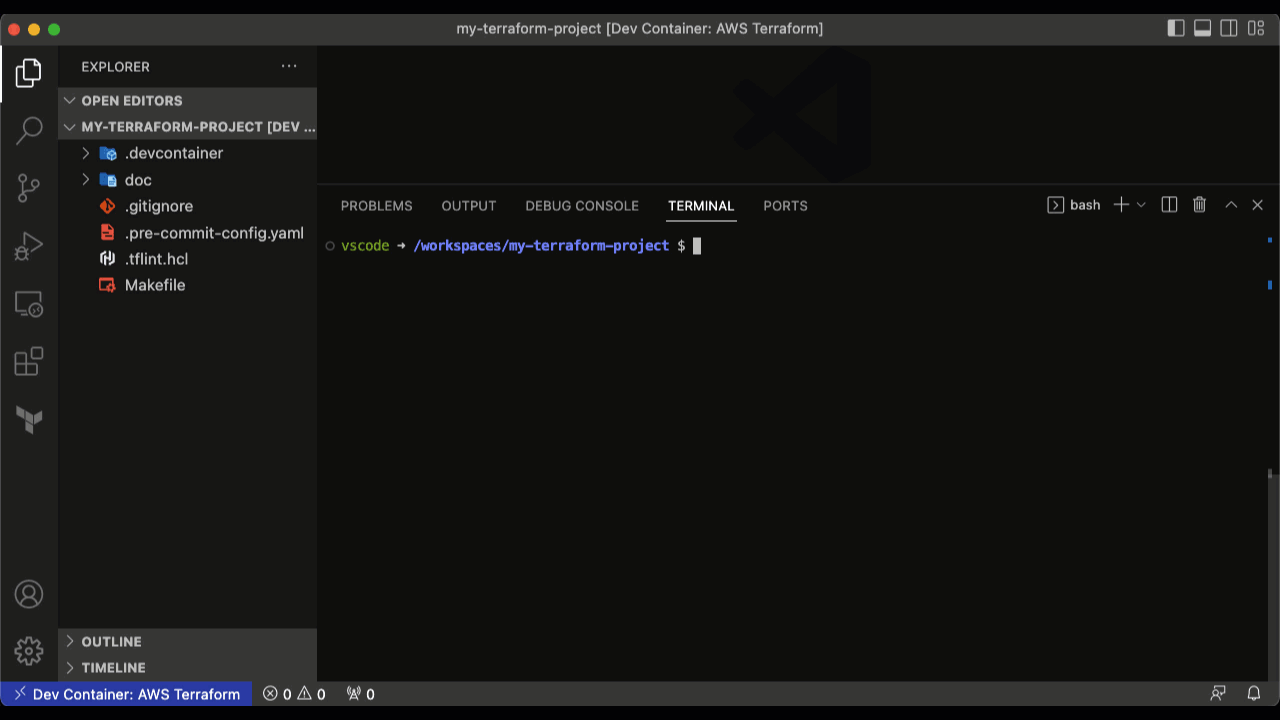 my-terraform-project [Dev Container: AWS Terraform]
EXPLORER
OPEN EDITORS
MY-TERRAFORM-PROJECT [DEV ...
.devcontainer
doc
.gitignore
.pre-commit-config.yaml
.tflint.hcl
Makefile
OUTLINE
TIMELINE
PROBLEMS OUTPUT DEBUG CONSOLE TERMINAL PORTS bash
vscode → /workspaces/my-terraform-project $
Dev Container: AWS Terraform 0 0 0